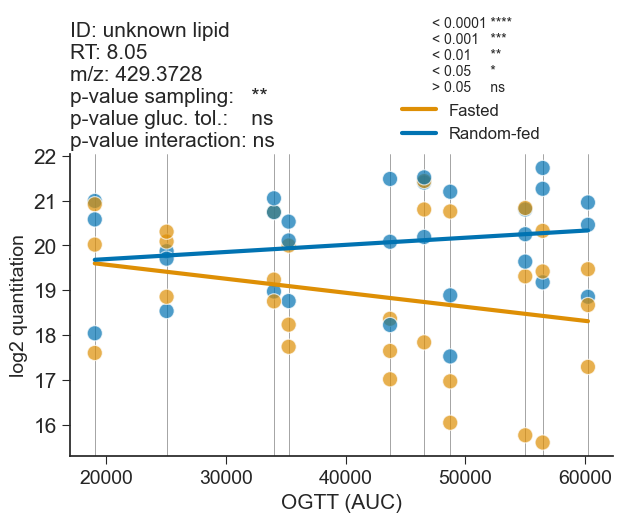 ID: unknown lipid
RT: 8.05
m/z: 429.3728
p-value sampling: **
p-value gluc. tol.: ns
p-value interaction: ns
< 0.0001 ****
< 0.001 ***
< 0.01 **
< 0.05 *
> 0.05 ns
Fasted
Random-fed
22
21
20
19
18
17
16
log2 quantitation
20000 30000 40000 50000 60000
OGTT (AUC)